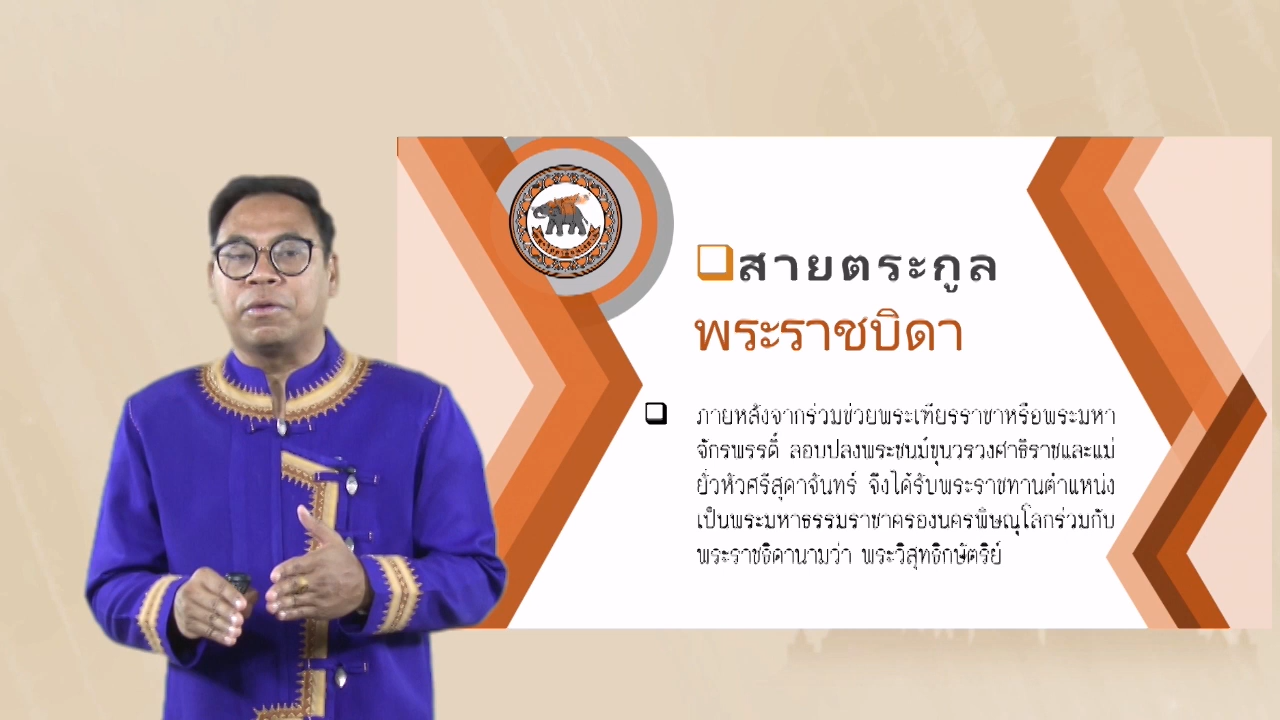 สายตระกูล
พระราชบิดา
ภายหลังจากร่วมช่วยพระเฑียรราชาหรือพระมหา
จักรพรรดิ์ ลอบปลงพระชนม์ขุนวรวงศาธิราชและแม่
ยั่วหัวศรีสุดาจันทร์ จึงได้รับพระราชทานตำแหน่ง
เป็นพระมหาธรรมราชาครองนครพิษณุโลกร่วมกับ
พระราชธิดานามว่า พระวิสุทธิกษัตรีย์